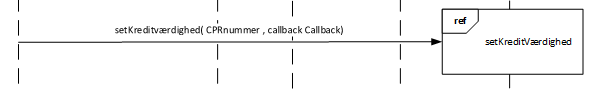 setKreditværdighed( CPRnummer , callback Callback)
ref
setKreditVærdighed